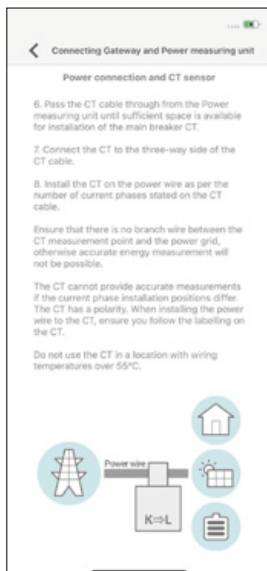 Connecting Gateway and Power measuring unit
Power connection and CT sensor
6. Pass the CT cable through from the Power
measuring unit until sufficient space is available
for installation of the main breaker CT.
7. Connect the CT to the three-way side of the
CT cable.
8. Install the CT on the power wire as per the
number of current phases stated on the CT
cable.
Ensure that there is no branch wire between the
CT measurement point and the power grid,
otherwise accurate energy measurement will
not be possible.
The CT cannot provide accurate measurements
if the current phase installation positions differ.
The CT has a polarity. When installing the power
wire to the CT, ensure you follow the labelling on
the CT.
Do not use the CT in a location with wiring
temperatures over 55°C.
Power wire
K⇒L